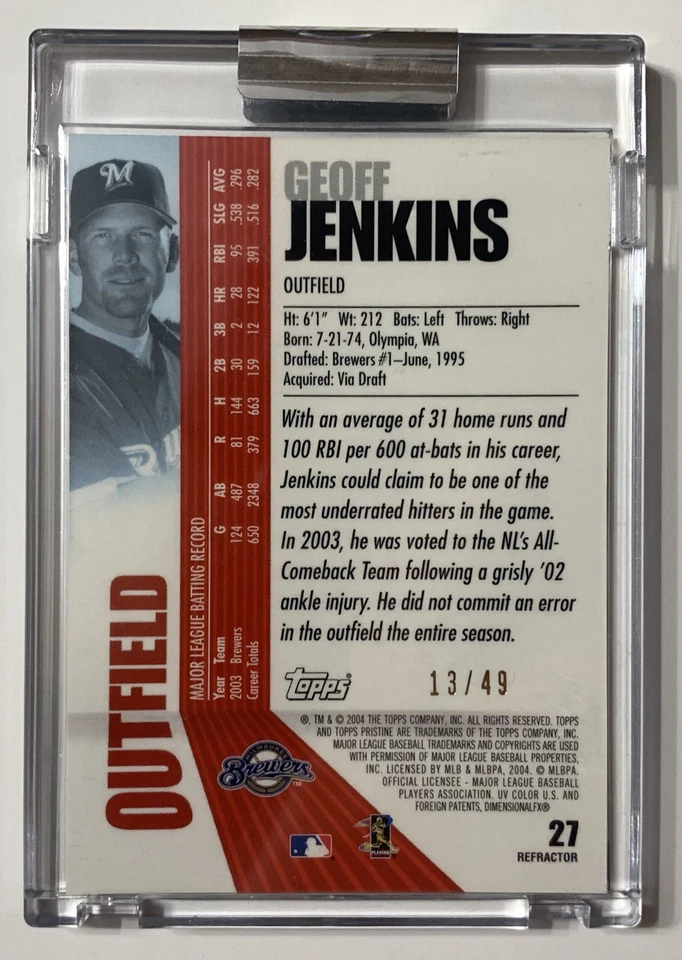 M
GEOFF
JENKINS
OUTFIELD
Ht: 6'1" Wt: 212 Bats: Left Throws: Right
Born: 7-21-74, Olympia, WA
Drafted: Brewers #1–June, 1995
Acquired: Via Draft
With an average of 31 home runs and
100 RBI per 600 at-bats in his career,
Jenkins could claim to be one of the
most underrated hitters in the game.
In 2003, he was voted to the NL's All-
Comeback Team following a grisly '02
ankle injury. He did not commit an error
in the outfield the entire season.
OUTFIELD
MAJOR LEAGUE BATTING RECORD
Year Team G AB R H 2B 3B HR RBI SLG AVG
2003 Brewers 124 487 81 144 30 2 28 95 .538 .296
Career Totals 650 2348 379 663 159 12 122 391 .516 .282
Topps
13/49
®, TM & © 2004 THE TOPPS COMPANY, INC. ALL RIGHTS RESERVED. TOPPS
AND TOPPS PRISTINE ARE TRADEMARKS OF THE TOPPS COMPANY, INC.
MAJOR LEAGUE BASEBALL TRADEMARKS AND COPYRIGHTS ARE USED
WITH PERMISSION OF MAJOR LEAGUE BASEBALL PROPERTIES,
INC. LICENSED BY MLB & MLBPA, 2004. © MLBPA.
OFFICIAL LICENSEE - MAJOR LEAGUE BASEBALL
PLAYERS ASSOCIATION. UV COLOR U.S. AND
FOREIGN PATENTS, DIMENSIONALFX®
MILWAUKEE
Brewers
TM
PLAYERS
27
REFRACTOR